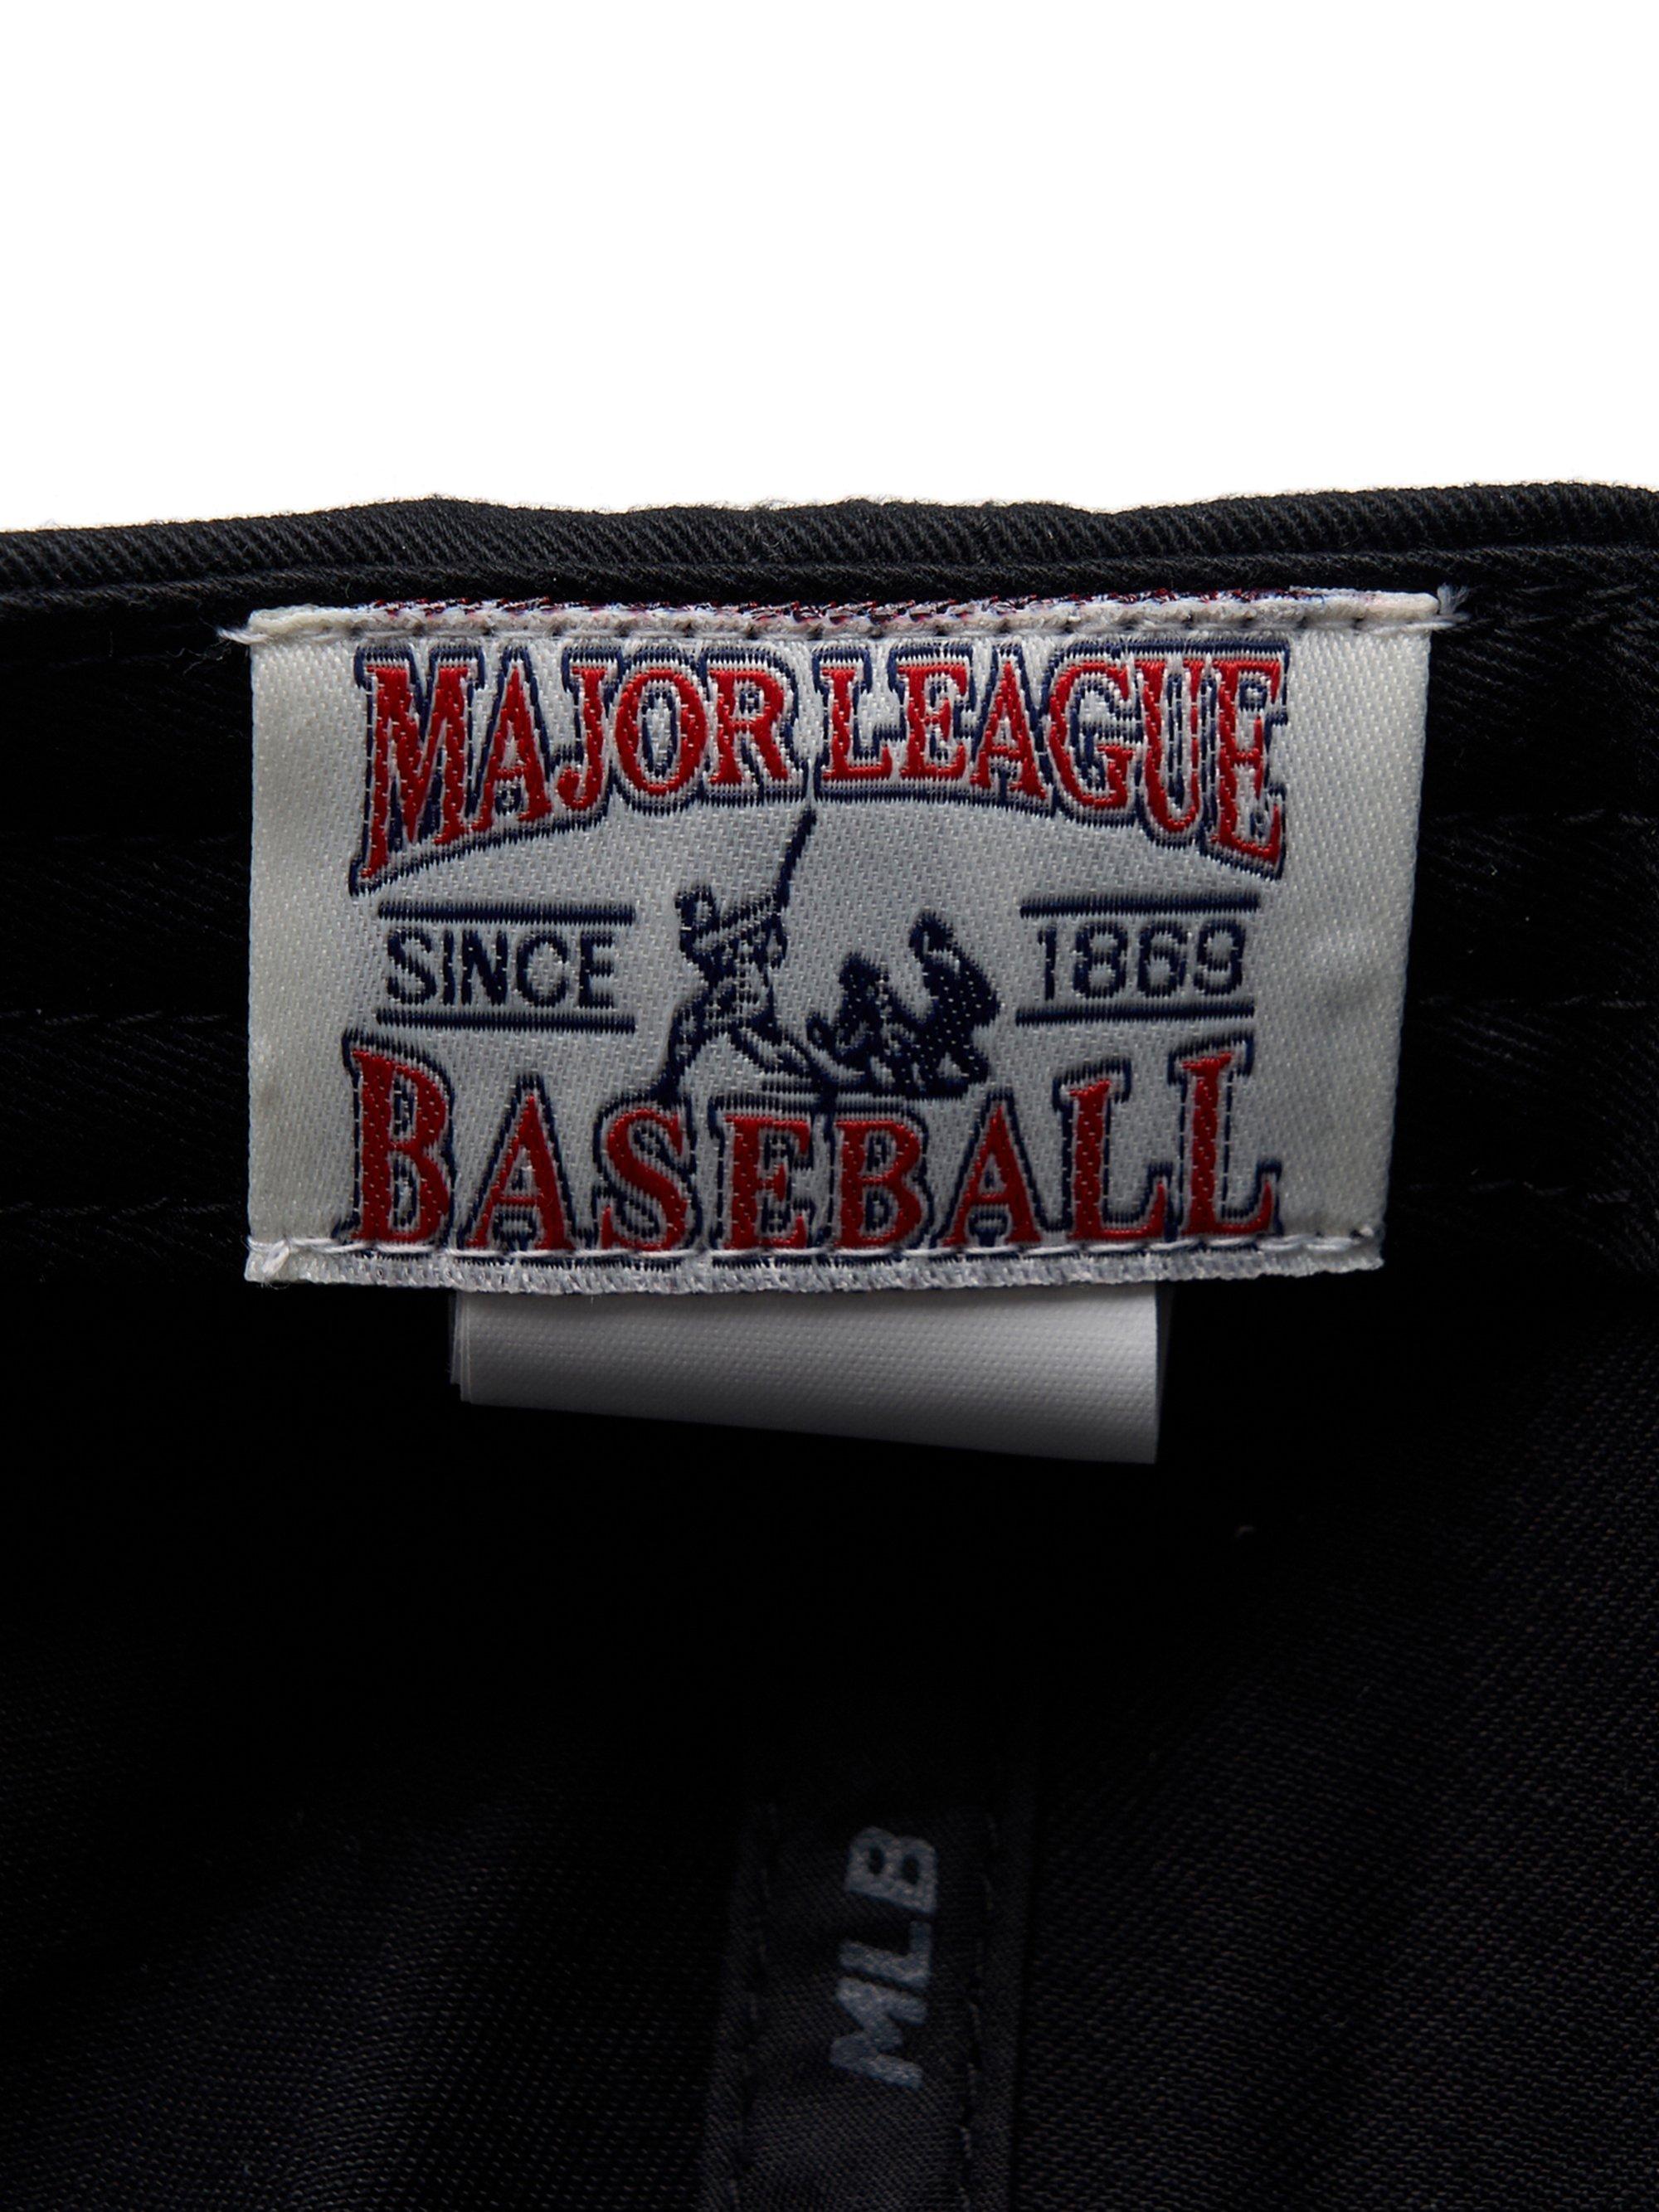 MAJOR LEAGUE
SINCE 1869
BASEBALL
MLB